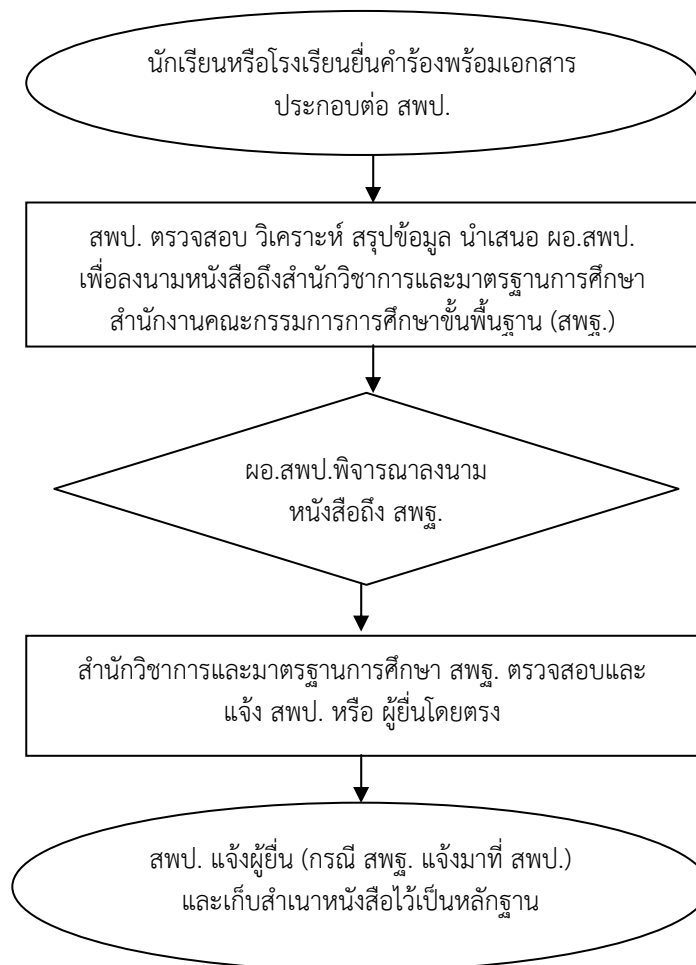 นักเรียนหรือโรงเรียนยื่นคำร้องพร้อมเอกสาร
ประกอบต่อ สพป.
สพป. ตรวจสอบ วิเคราะห์ สรุปข้อมูล นำเสนอ ผอ.สพป.
เพื่อลงนามหนังสือถึงสำนักวิชาการและมาตรฐานการศึกษา
สำนักงานคณะกรรมการการศึกษาขั้นพื้นฐาน (สพฐ.)
ผอ.สพป.พิจารณาลงนาม
หนังสือถึง สพฐ.
สำนักวิชาการและมาตรฐานการศึกษา สพฐ. ตรวจสอบและ
แจ้ง สพป. หรือ ผู้ยื่นโดยตรง
สพป. แจ้งผู้ยื่น (กรณี สพฐ. แจ้งมาที่ สพป.)
และเก็บสำเนาหนังสือไว้เป็นหลักฐาน